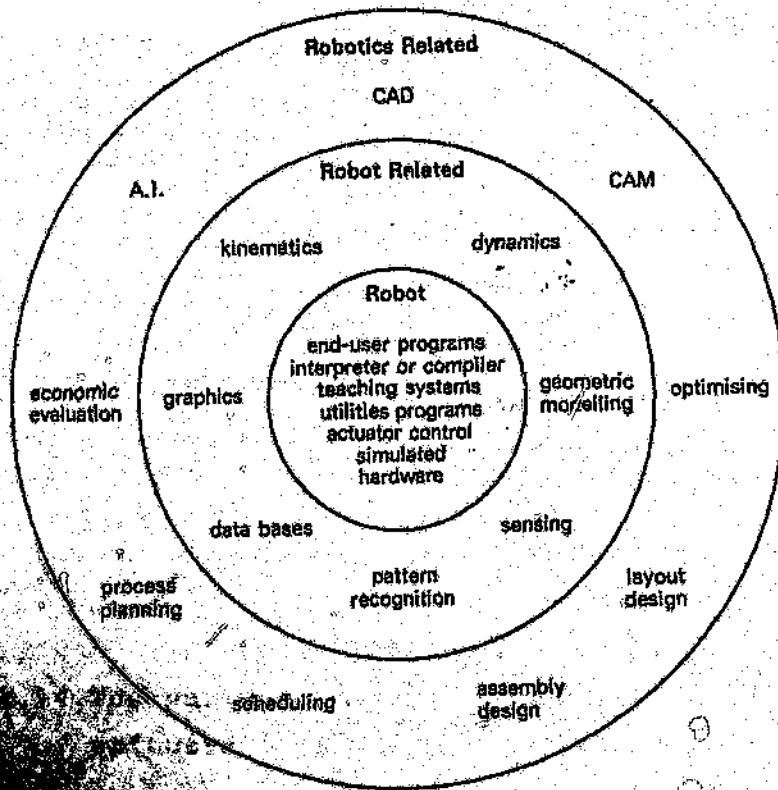 Robotics Related
CAD
A.I.
CAM
Robot Related
kinematics
dynamics
Robot
end-user programs
interpreter or compiler
teaching systems
utilities programs
actuator control
simulated
hardware
economic
evaluation
graphics
geometric
modelling
optimising
data bases
sensing
pattern
recognition
process
planning
layout
design
scheduling
assembly
design